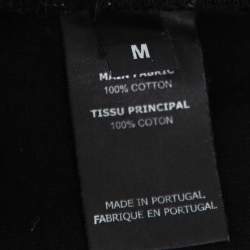 M
MAIN FABRIC
100% COTTON
TISSU PRINCIPAL
100% COTON
MADE IN PORTUGAL
FABRIQUE EN PORTUGAL